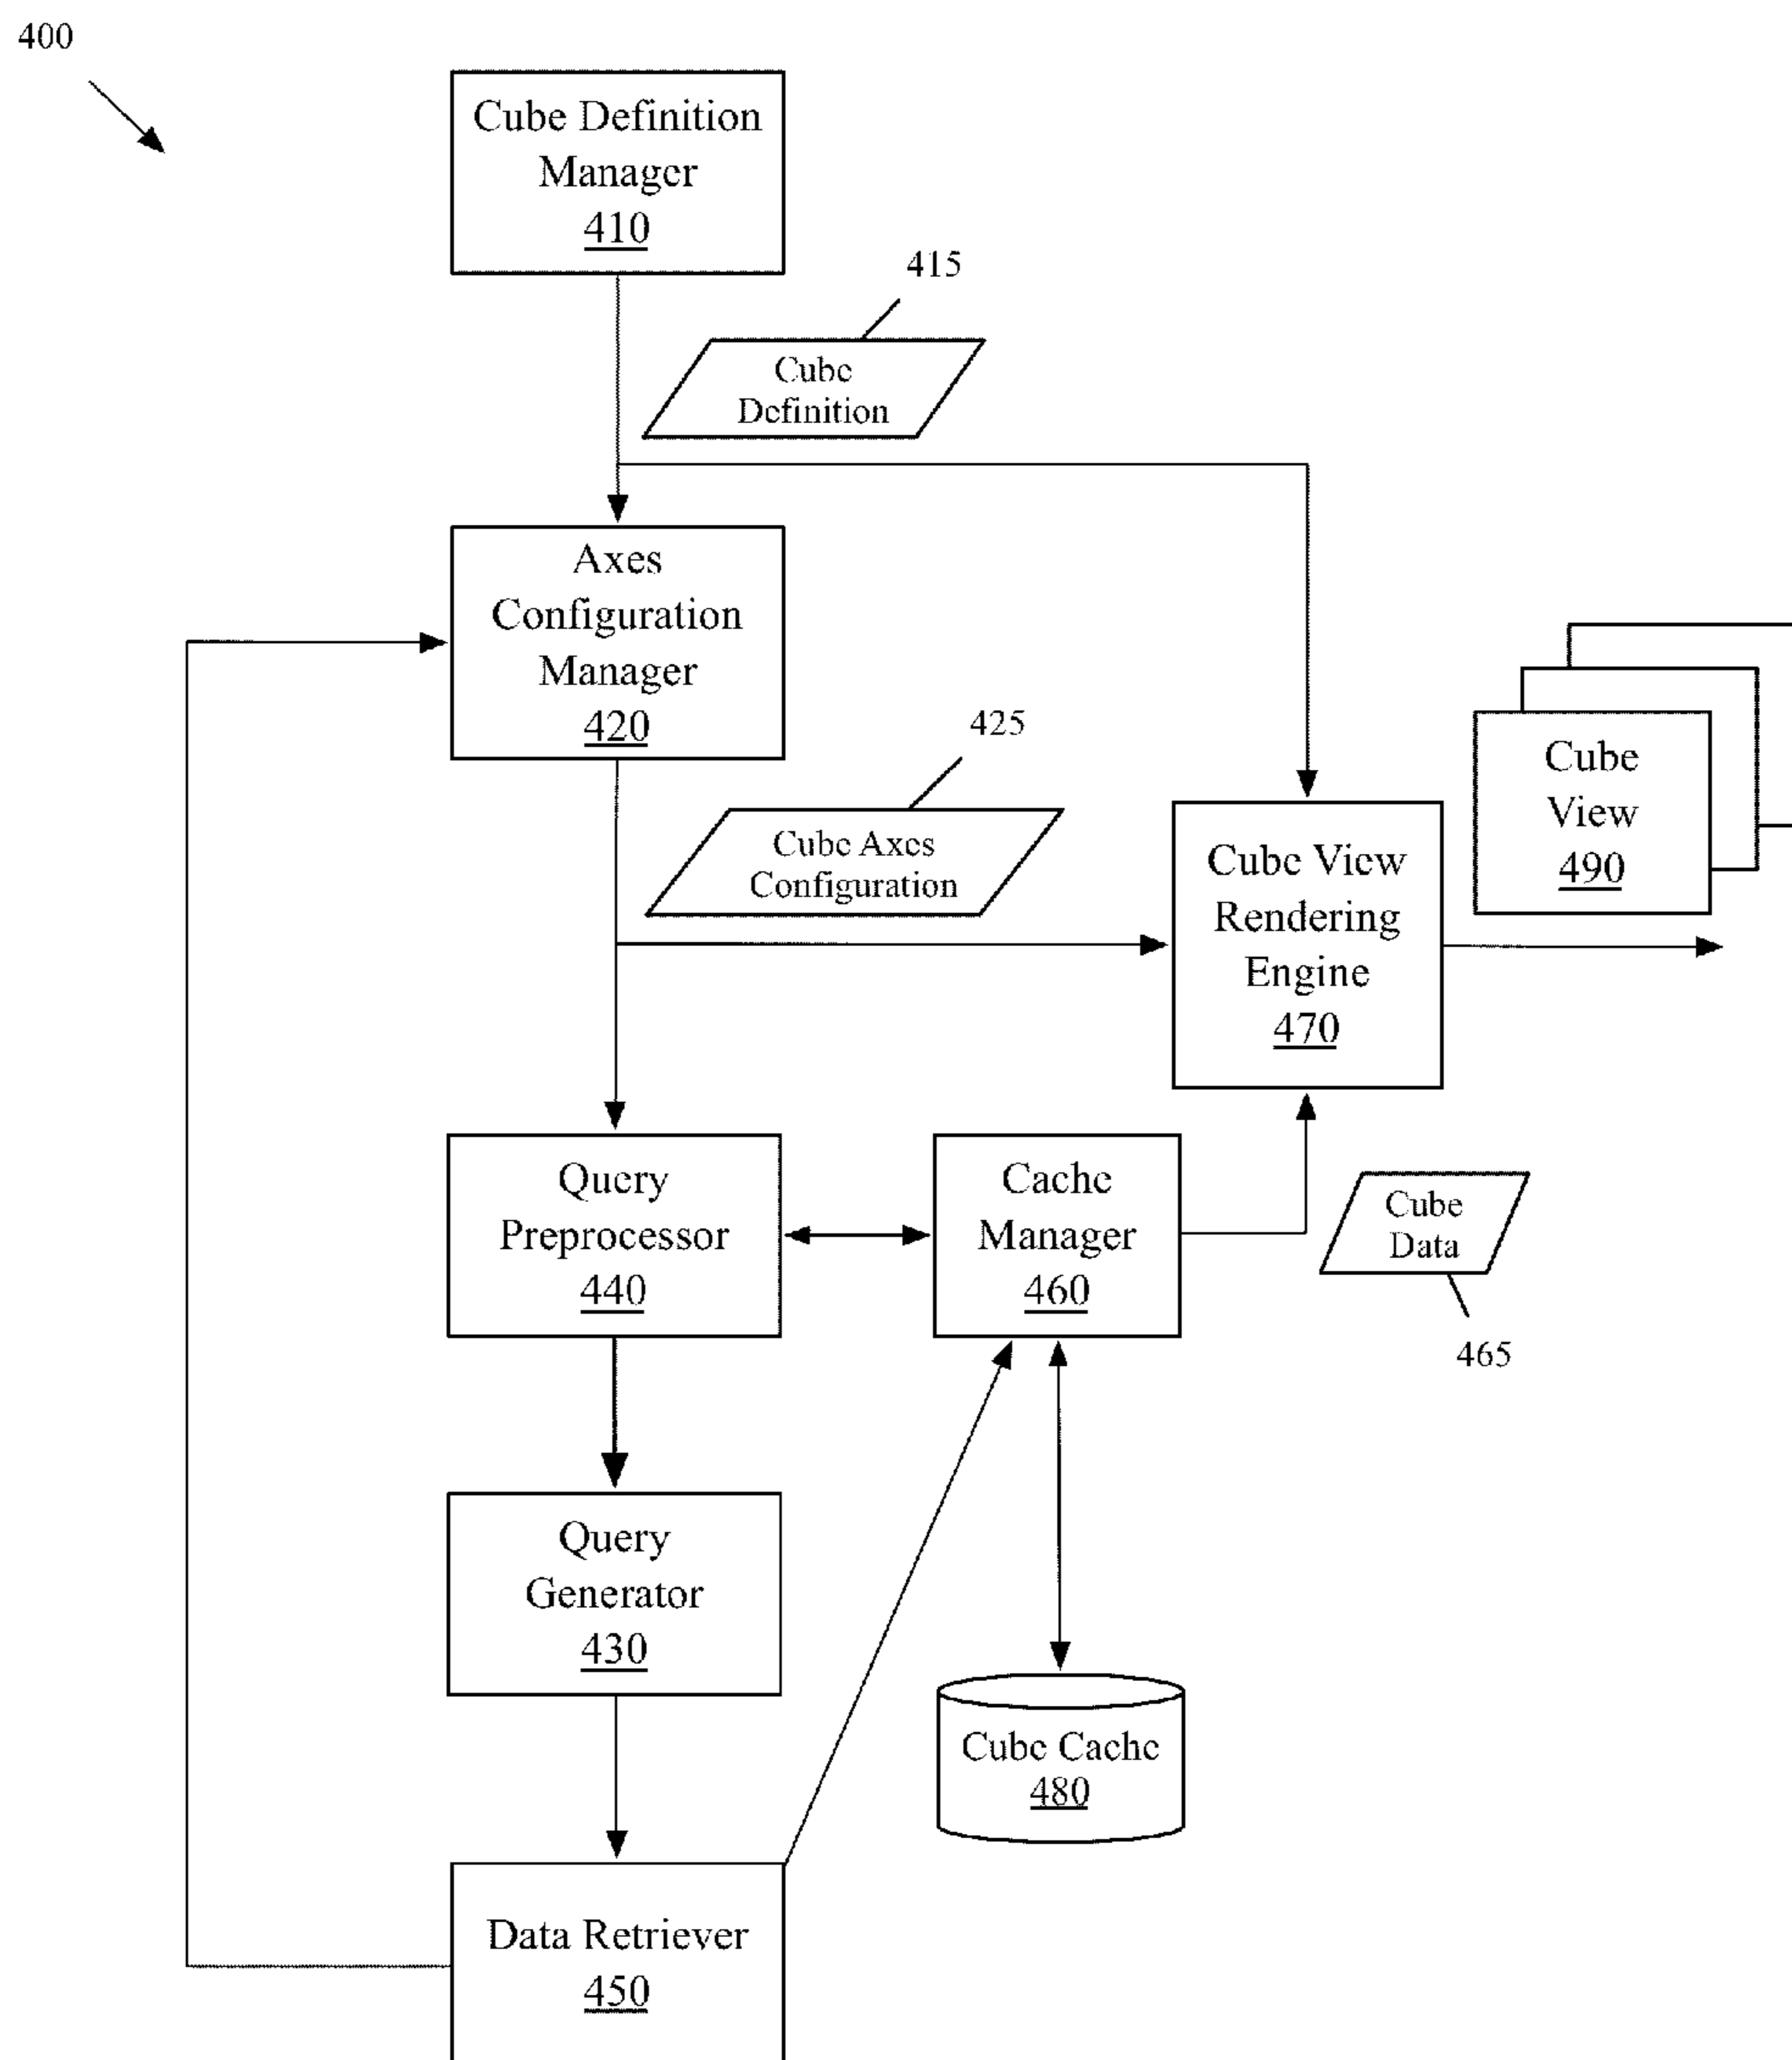 400
Cube Definition
Manager
410
415
Cube
Definition
Axes
Configuration
Manager
420
425
Cube Axes
Configuration
Cube
View
490
Cube View
Rendering
Engine
470
Query
Preprocessor
440
Cache
Manager
460
Cube
Data
465
Query
Generator
430
Cube Cache
480
Data Retriever
450